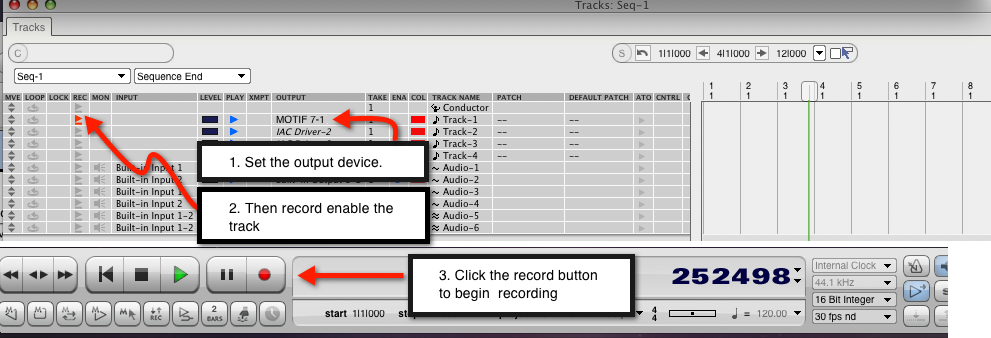 Tracks: Seq-1
Tracks
C
S 1|1|000 4|1|000 12|000
Seq-1 Sequence End
MVE LOOP LOCK REC MON INPUT LEVEL PLAY XMPT OUTPUT TAKE ENA COL TRACK NAME PATCH DEFAULT PATCH ATO CNTRL
1 2 3 4 5 6 7 8
1 1 1 1 1 1 1 1
1 Conductor
MOTIF 7-1 1 Track-1 -- --
IAC Driver-2 1 Track-2 -- --
Track-3 -- --
Track-4 -- --
Built-in Input 1 Audio-1
Built-in Input 2 Audio-2
Built-in Input 1 Audio-3
Built-in Input 2 Audio-4
Built-in Input 1-2 Audio-5
Built-in Input 1-2 Audio-6
1. Set the output device.
2. Then record enable the
track
3. Click the record button
to begin recording
252498
Internal Clock
44.1 kHz
16 Bit Integer
30 fps nd
REC
2
BARS
start 1|1|000
4
4
= 120.00